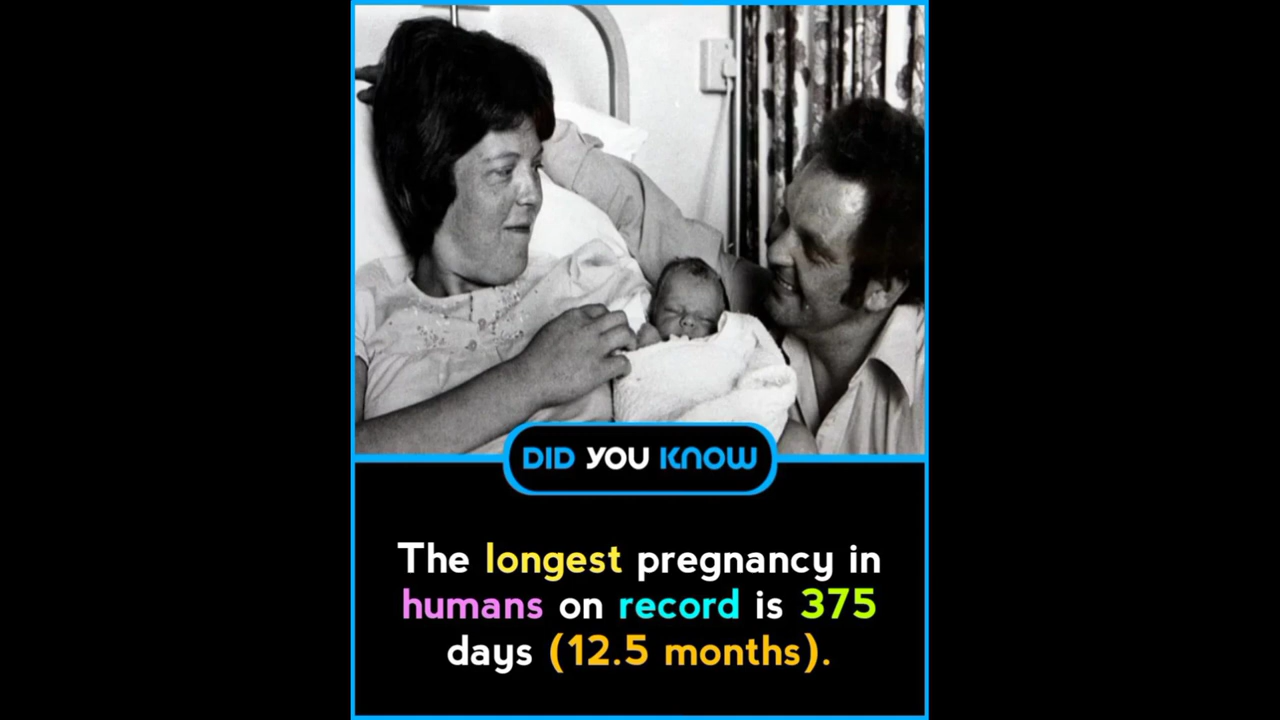 DID YOU KNOW
The longest pregnancy in
humans on record is 375
days (12.5 months).